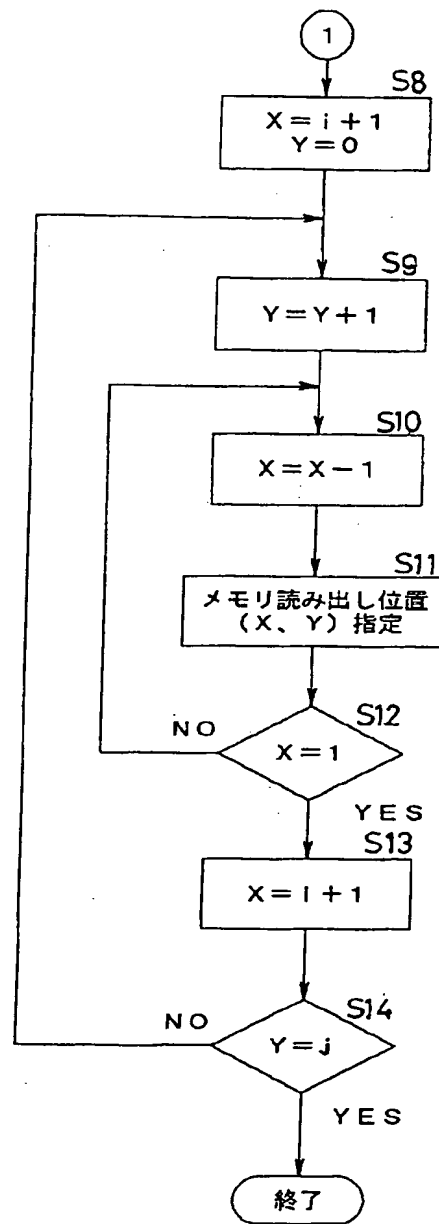 1
S8
X=i+1
Y=0
S9
Y=Y+1
S10
X=X-1
S11
メモリ読み出し位置
(X、Y)指定
S12
NO
X=1
YES
S13
X=i+1
S14
NO
Y=j
YES
終了